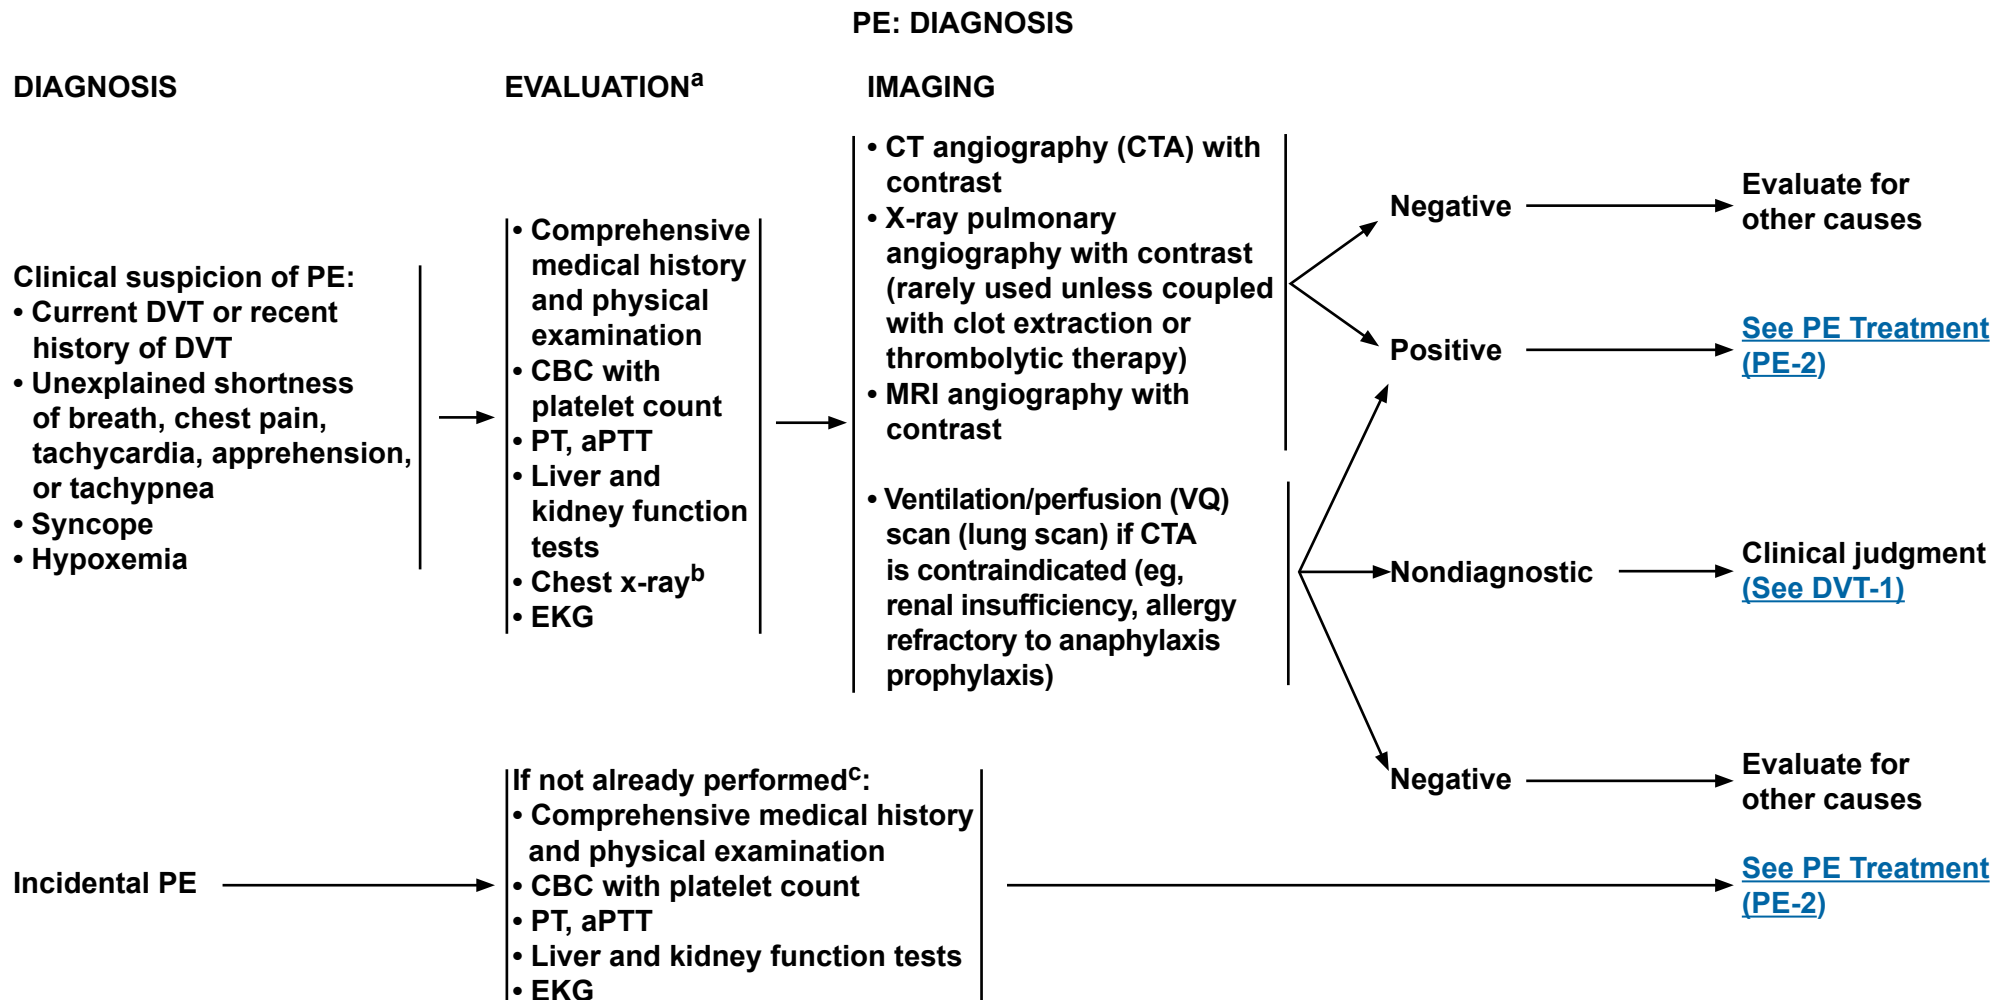 PE: DIAGNOSIS
DIAGNOSIS
EVALUATIONa
IMAGING
Clinical suspicion of PE:
• Current DVT or recent
history of DVT
• Unexplained shortness
of breath, chest pain,
tachycardia, apprehension,
or tachypnea
• Syncope
• Hypoxemia
• Comprehensive
medical history
and physical
examination
• CBC with
platelet count
• PT, aPTT
• Liver and
kidney function
tests
• Chest x-rayb
• EKG
• CT angiography (CTA) with
contrast
• X-ray pulmonary
angiography with contrast
(rarely used unless coupled
with clot extraction or
thrombolytic therapy)
• MRI angiography with
contrast
• Ventilation/perfusion (VQ)
scan (lung scan) if CTA
is contraindicated (eg,
renal insufficiency, allergy
refractory to anaphylaxis
prophylaxis)
Negative
Evaluate for
other causes
Positive
See PE Treatment
(PE-2)
Nondiagnostic
Clinical judgment
(See DVT-1)
Negative
Evaluate for
other causes
Incidental PE
If not already performedc:
• Comprehensive medical history
and physical examination
• CBC with platelet count
• PT, aPTT
• Liver and kidney function tests
• EKG
See PE Treatment
(PE-2)